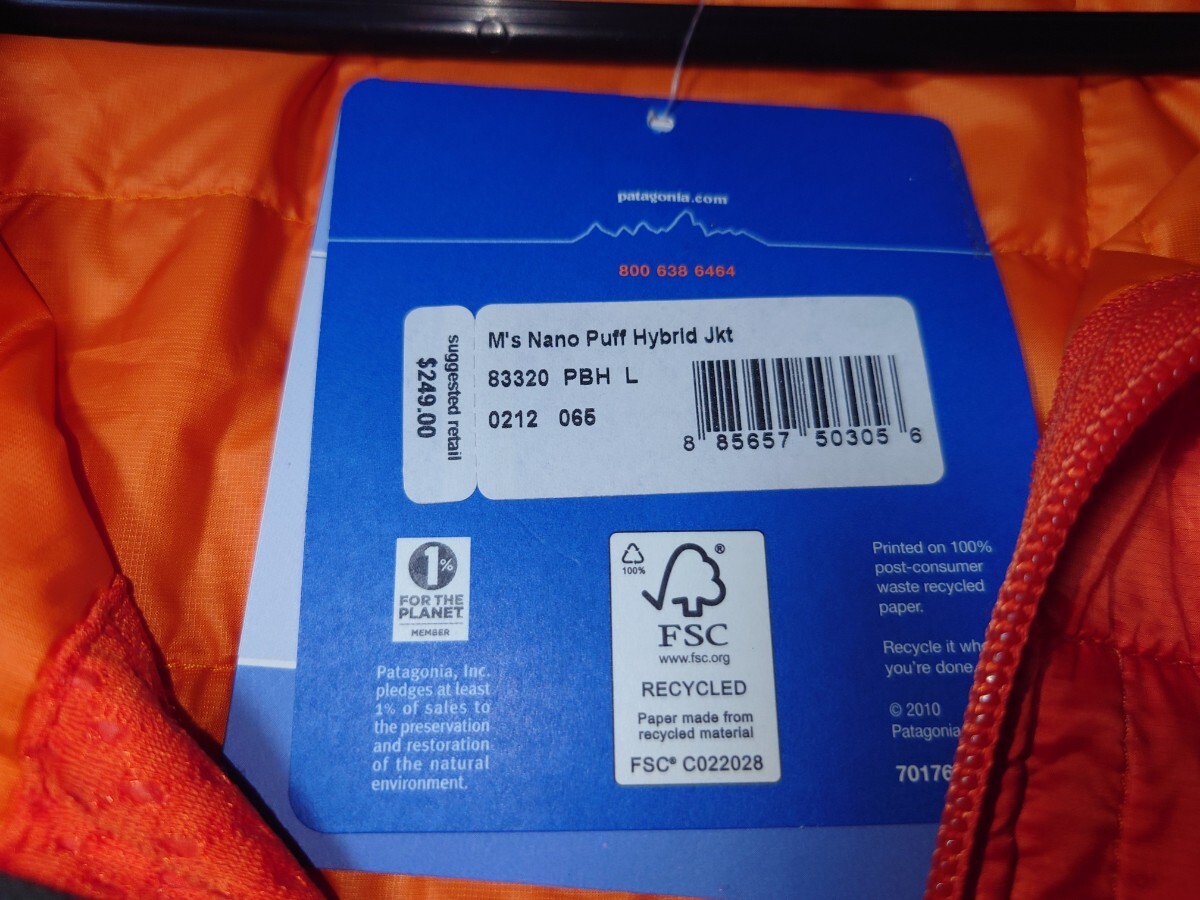 patagonia.com
800 638 6464
suggested retail
$249.00
M's Nano Puff Hybrid Jkt
83320 PBH L
0212 065
8 85657 50305 6
1%
FOR THE
PLANET
MEMBER
Patagonia, Inc.
pledges at least
1% of sales to
the preservation
and restoration
of the natural
environment.
100%
®
FSC
www.fsc.org
RECYCLED
Paper made from
recycled material
FSC® C022028
Printed on 100%
post-consumer
waste recycled
paper.
Recycle it
you're done.
© 2010
Patagonia